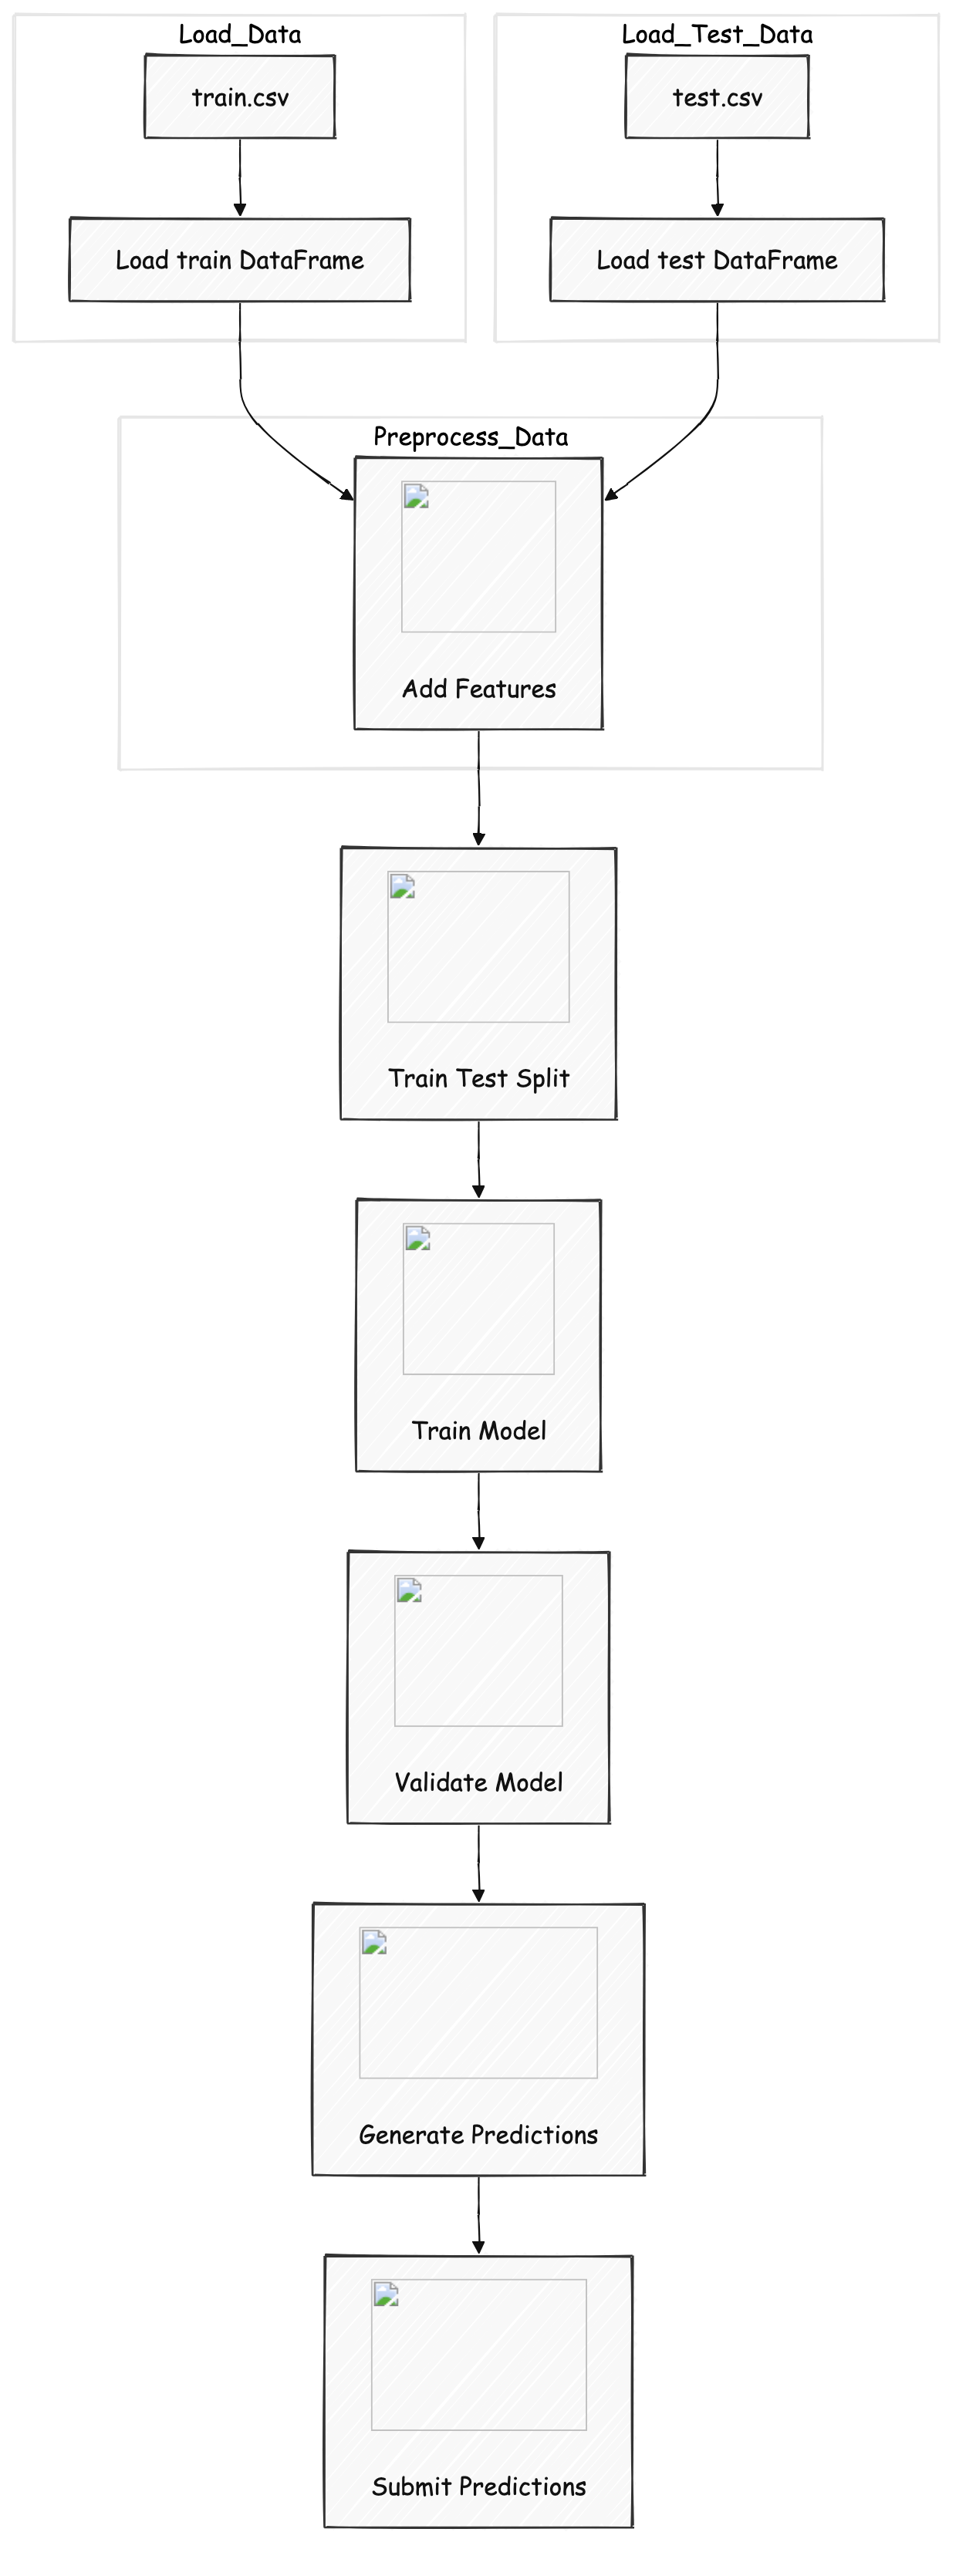 Load_Data
train.csv
Load train DataFrame
Load_Test_Data
test.csv
Load test DataFrame
Preprocess_Data
Add Features
Train Test Split
Train Model
Validate Model
Generate Predictions
Submit Predictions